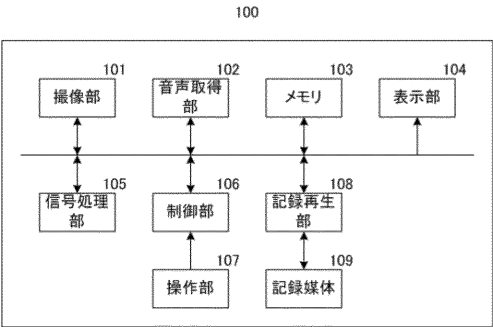 100
101
102
103
104
撮像部
音声取得
部
メモリ
表示部
105
106
108
信号処理
部
制御部
記録再生
部
107
109
操作部
記録媒体